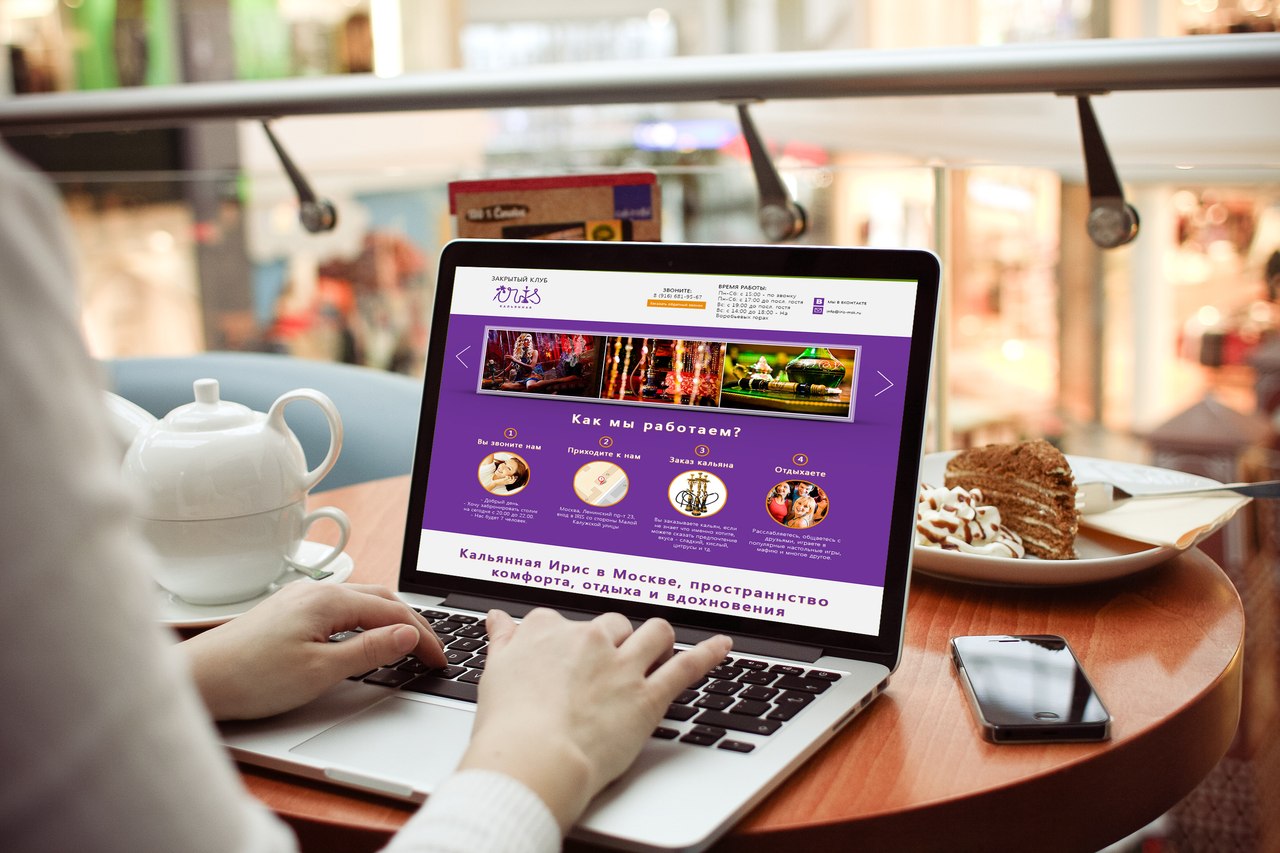 ЗАКРЫТЫЙ КЛУБ
iris
КАЛЬЯННАЯ
ЗВОНИТЕ:
8 (916) 681-95-67
ВРЕМЯ РАБОТЫ:
Пн-Сб: с 15:00 - по звонку
Пн-Сб: с 17:00 до посл. гостя
Вс: с 19:00 до посл. гостя
Вс: с 14:00 до 18:00 - На
Воробьевых горах
В
МЫ В ВКОНТАКТЕ
info@iris-msk.ru
Как мы работаем?
1
Вы звоните нам
- Добрый день.
- Хочу забронировать столик
на сегодня с 20.00 до 22.00.
- Нас будет 7 человек.
2
Приходите к нам
Москва, Ленинский пр-т 23,
вход в IRIS со стороны Малой
Калужской улицы
3
Заказ кальяна
Вы заказываете кальян, если
не знает что именно хотите,
можете сказать предпочтение
вкуса - сладкий, кислый,
цитрусы и тд
4
Отдыхаете
Расслабляетесь, общаетесь с
друзьями, играете в
популярные настольные игры,
мафию и многое другое.
Кальянная Ирис в Москве, пространнство
комфорта, отдыха и вдохновения